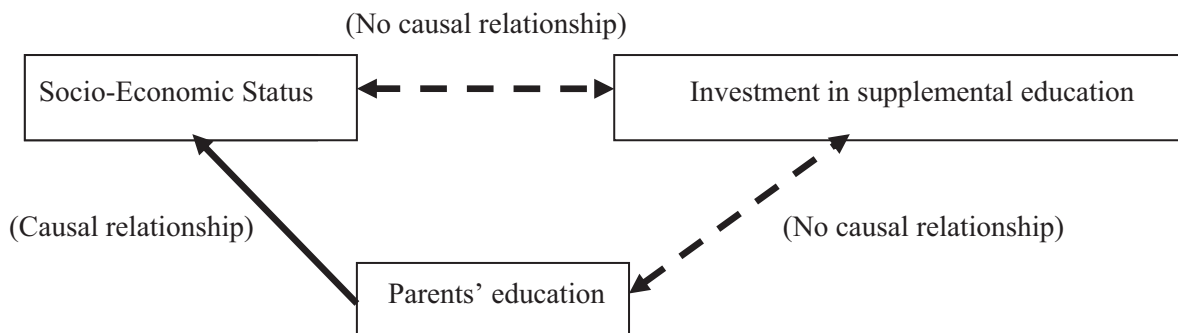 (No causal relationship)
Socio-Economic Status
Investment in supplemental education
(Causal relationship)
(No causal relationship)
Parents’ education